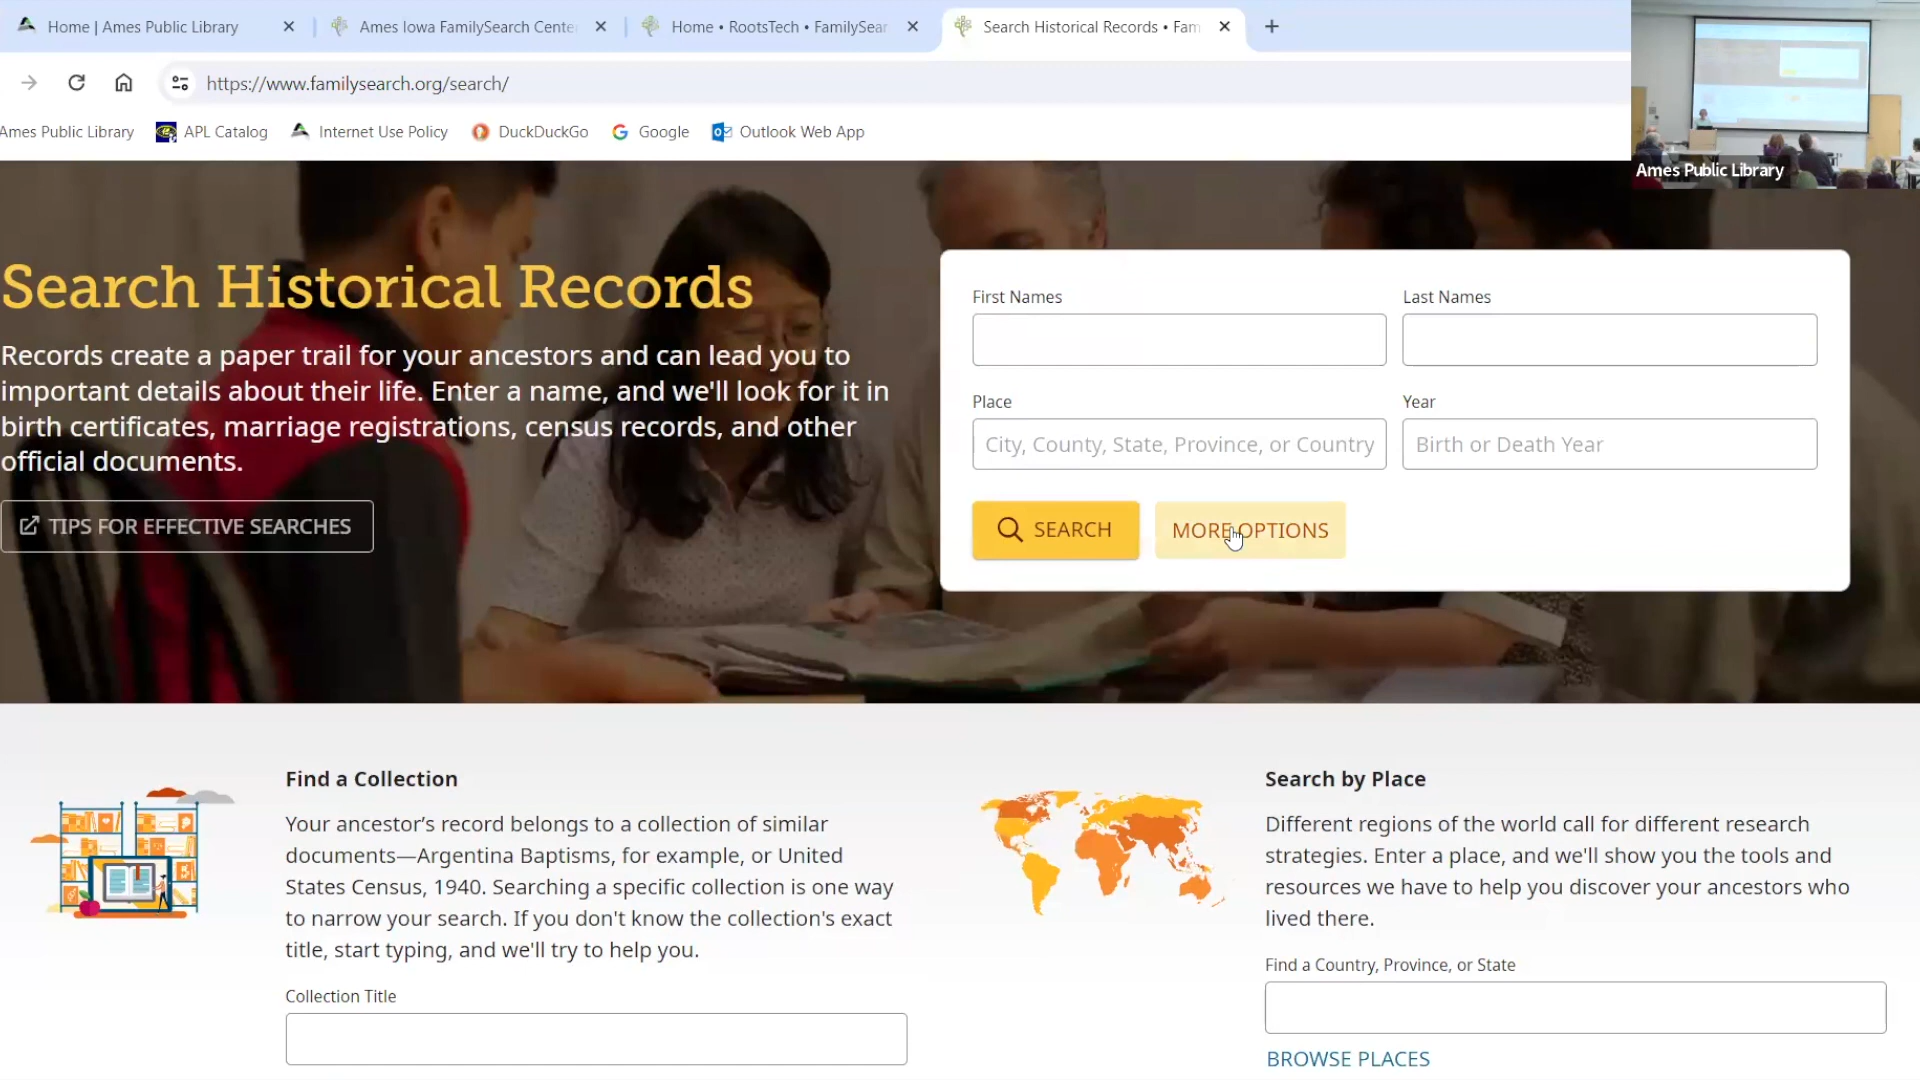 Home | Ames Public Library
Ames Iowa FamilySearch Cente
Home • RootsTech • FamilySear
Search Historical Records • Fam
https://www.familysearch.org/search/
Ames Public Library
APL Catalog
Internet Use Policy
DuckDuckGo
Google
Outlook Web App
Ames Public Library
Search Historical Records
Records create a paper trail for your ancestors and can lead you to
important details about their life. Enter a name, and we'll look for it in
birth certificates, marriage registrations, census records, and other
official documents.
TIPS FOR EFFECTIVE SEARCHES
First Names
Last Names
Place
Year
City, County, State, Province, or Country
Birth or Death Year
SEARCH
MORE OPTIONS
Find a Collection
Your ancestor’s record belongs to a collection of similar
documents—Argentina Baptisms, for example, or United
States Census, 1940. Searching a specific collection is one way
to narrow your search. If you don't know the collection's exact
title, start typing, and we'll try to help you.
Collection Title
Search by Place
Different regions of the world call for different research
strategies. Enter a place, and we'll show you the tools and
resources we have to help you discover your ancestors who
lived there.
Find a Country, Province, or State
BROWSE PLACES